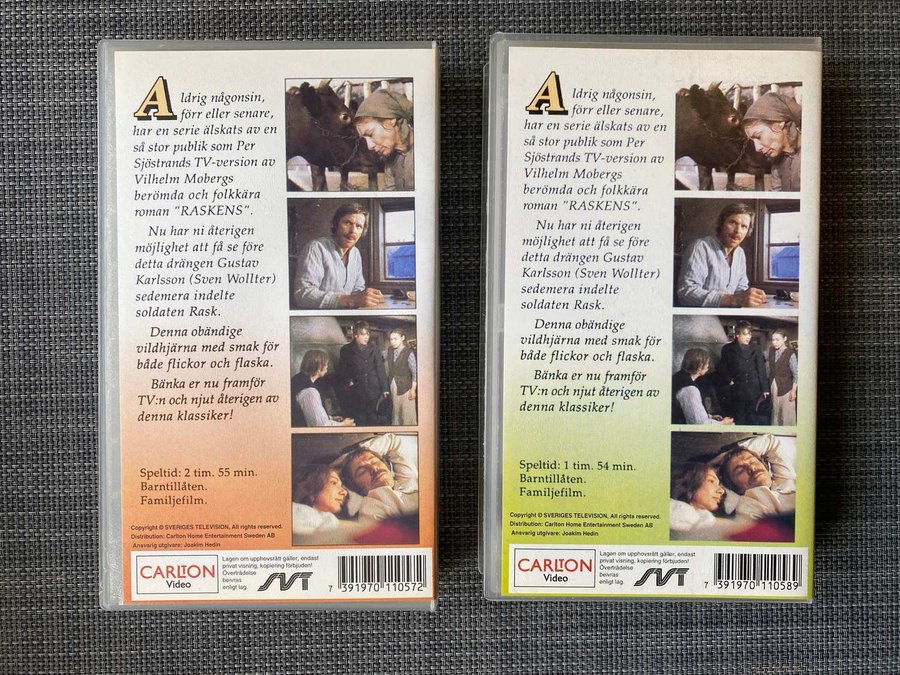 Aldrig någonsin,
förr eller senare,
har en serie älskats av en
så stor publik som Per
Sjöstrands TV-version av
Vilhelm Mobergs
berömda och folkkära
roman "RASKENS".
Nu har ni återigen
möjlighet att få se före
detta drängen Gustav
Karlsson (Sven Wollter)
sedemera indelte
soldaten Rask.
Denna obändige
vildhjärna med smak för
både flickor och flaska.
Bänka er nu framför
TV:n och njut återigen av
denna klassiker!
Speltid: 2 tim. 55 min.
Barntillåten.
Familjefilm.
Copyright © SVERIGES TELEVISION, All rights reserved.
Distribution: Carlton Home Entertainment Sweden AB
Ansvarig utgivare: Joakim Hedin
CARLTON
Video
Lagen om upphovsrätt gäller, endast
privat visning, kopiering förbjuden!
Överträdelse
beivras
enligt lag.
SVT
7 391970 110572
Aldrig någonsin,
förr eller senare,
har en serie älskats av en
så stor publik som Per
Sjöstrands TV-version av
Vilhelm Mobergs
berömda och folkkära
roman "RASKENS".
Nu har ni återigen
möjlighet att få se före
detta drängen Gustav
Karlsson (Sven Wollter)
sedemera indelte
soldaten Rask.
Denna obändige
vildhjärna med smak för
både flickor och flaska.
Bänka er nu framför
TV:n och njut återigen av
denna klassiker!
Speltid: 1 tim. 54 min.
Barntillåten.
Familjefilm.
Copyright © SVERIGES TELEVISION, All rights reserved.
Distribution: Carlton Home Entertainment Sweden AB
Ansvarig utgivare: Joakim Hedin
CARLTON
Video
Lagen om upphovsrätt gäller, endast
privat visning, kopiering förbjuden!
Överträdelse
beivras
enligt lag.
SVT
7 391970 110589